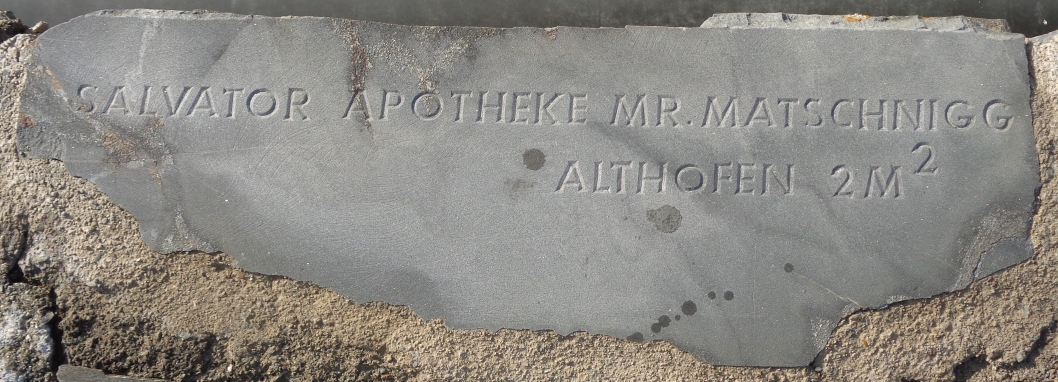 SALVATOR APOTHEKE MR. MATSCHNIGG
ALTHOFEN 2M²